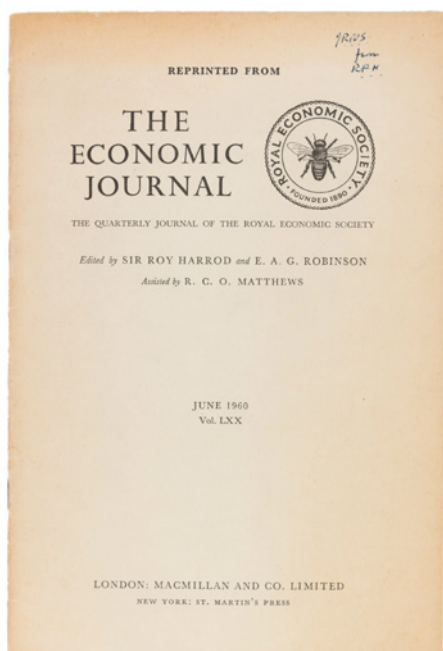 from
R.F.H.
REPRINTED FROM
THE
ECONOMIC
JOURNAL
ROYAL ECONOMIC SOCIETY
· FOUNDED 1890 ·
THE QUARTERLY JOURNAL OF THE ROYAL ECONOMIC SOCIETY
Edited by SIR ROY HARROD and E. A. G. ROBINSON
Assisted by R. C. O. MATTHEWS
JUNE 1960
Vol. LXX
LONDON: MACMILLAN AND CO. LIMITED
NEW YORK: ST. MARTIN'S PRESS